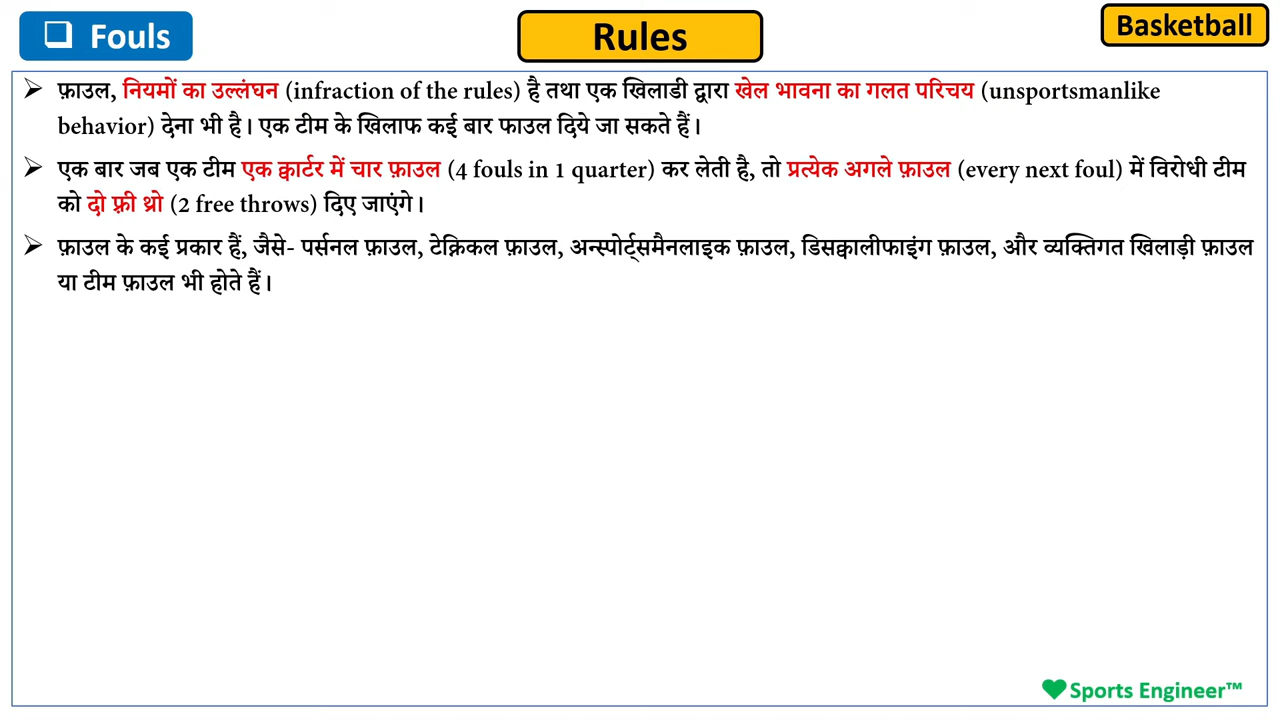 ❑ Fouls
Rules
Basketball
➢ फ़ाउल, नियमों का उल्लंघन (infraction of the rules) है तथा एक खिलाडी द्वारा खेल भावना का गलत परिचय (unsportsmanlike
behavior) देना भी है। एक टीम के खिलाफ कई बार फाउल दिये जा सकते हैं।
➢ एक बार जब एक टीम एक क्वार्टर में चार फ़ाउल (4 fouls in 1 quarter) कर लेती है, तो प्रत्येक अगले फ़ाउल (every next foul) में विरोधी टीम
को दो फ़्री थ्रो (2 free throws) दिए जाएंगे।
➢ फ़ाउल के कई प्रकार हैं, जैसे- पर्सनल फ़ाउल, टेक्निकल फ़ाउल, अन्स्पोर्ट्समैनलाइक फ़ाउल, डिसक्वालीफाइंग फ़ाउल, और व्यक्तिगत खिलाड़ी फ़ाउल
या टीम फ़ाउल भी होते हैं।
Sports Engineer™